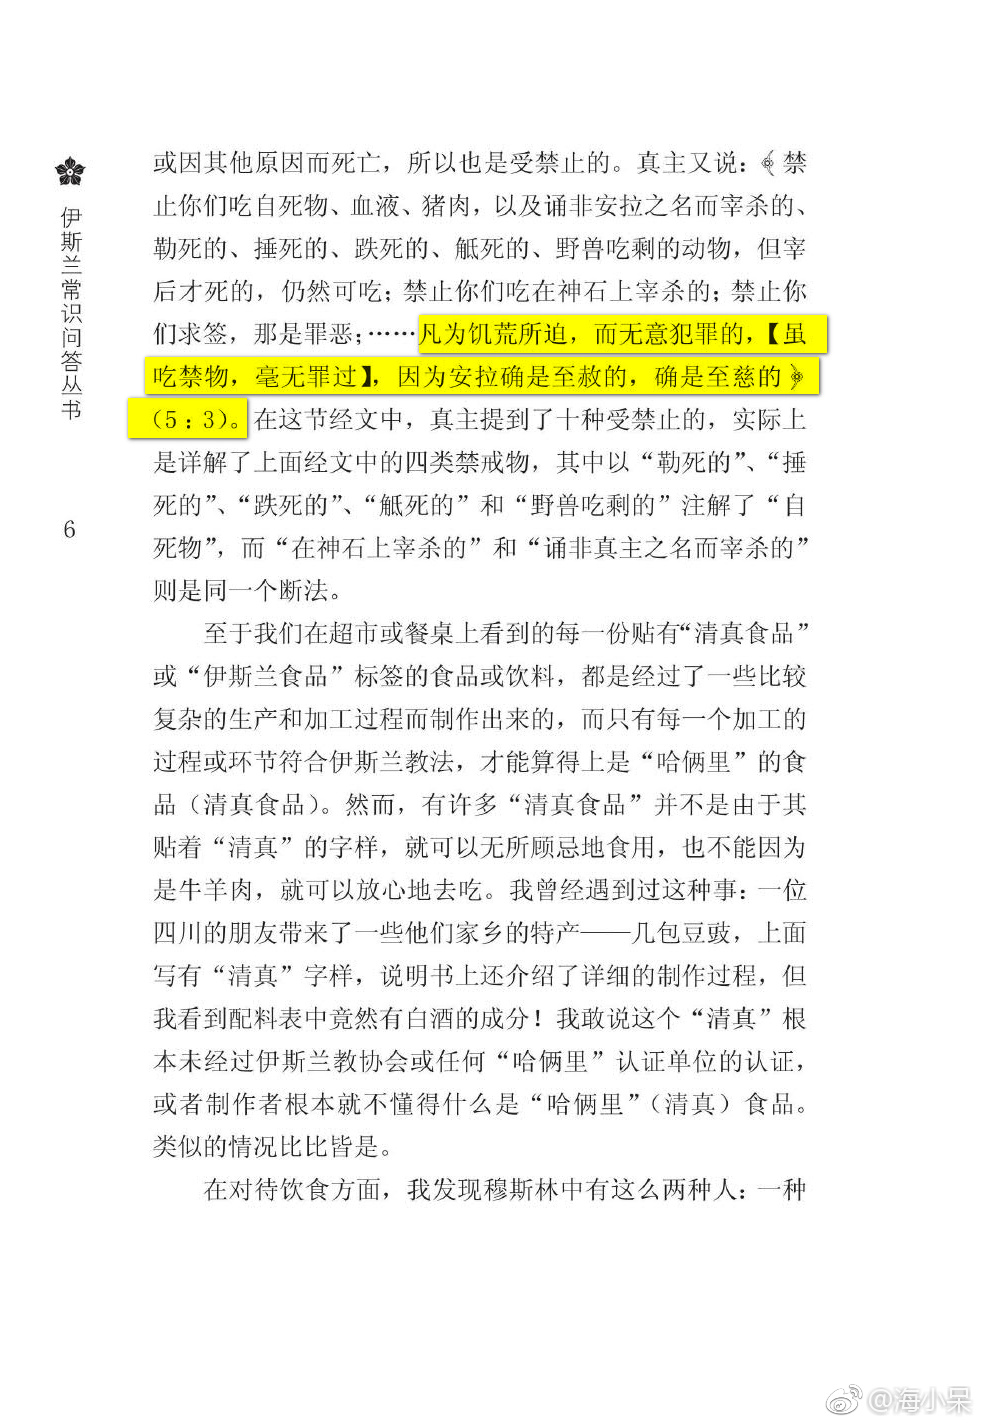 伊斯兰常识问答丛书
6
或因其他原因而死亡，所以也是受禁止的。真主又说：﴾禁
止你们吃自死物、血液、猪肉，以及诵非安拉之名而宰杀的、
勒死的、捶死的、跌死的、觝死的、野兽吃剩的动物，但宰
后才死的，仍然可吃；禁止你们吃在神石上宰杀的；禁止你
们求签，那是罪恶；……凡为饥荒所迫，而无意犯罪的，【虽
吃禁物，毫无罪过】，因为安拉确是至赦的，确是至慈的﴿
（5：3）。在这节经文中，真主提到了十种受禁止的，实际上
是详解了上面经文中的四类禁戒物，其中以“勒死的”、“捶
死的”、“跌死的”、“觝死的”和“野兽吃剩的”注解了“自
死物”，而“在神石上宰杀的”和“诵非真主之名而宰杀的”
则是同一个断法。
至于我们在超市或餐桌上看到的每一份贴有“清真食品”
或“伊斯兰食品”标签的食品或饮料，都是经过了一些比较
复杂的生产和加工过程而制作出来的，而只有每一个加工的
过程或环节符合伊斯兰教法，才能算得上是“哈俩里”的食
品（清真食品）。然而，有许多“清真食品”并不是由于其
贴着“清真”的字样，就可以无所顾忌地食用，也不能因为
是牛羊肉，就可以放心地去吃。我曾经遇到过这种事：一位
四川的朋友带来了一些他们家乡的特产——几包豆豉，上面
写有“清真”字样，说明书上还介绍了详细的制作过程，但
我看到配料表中竟然有白酒的成分！我敢说这个“清真”根
本未经过伊斯兰教协会或任何“哈俩里”认证单位的认证，
或者制作者根本就不懂得什么是“哈俩里”（清真）食品。
类似的情况比比皆是。
在对待饮食方面，我发现穆斯林中有这么两种人：一种
@海小呆